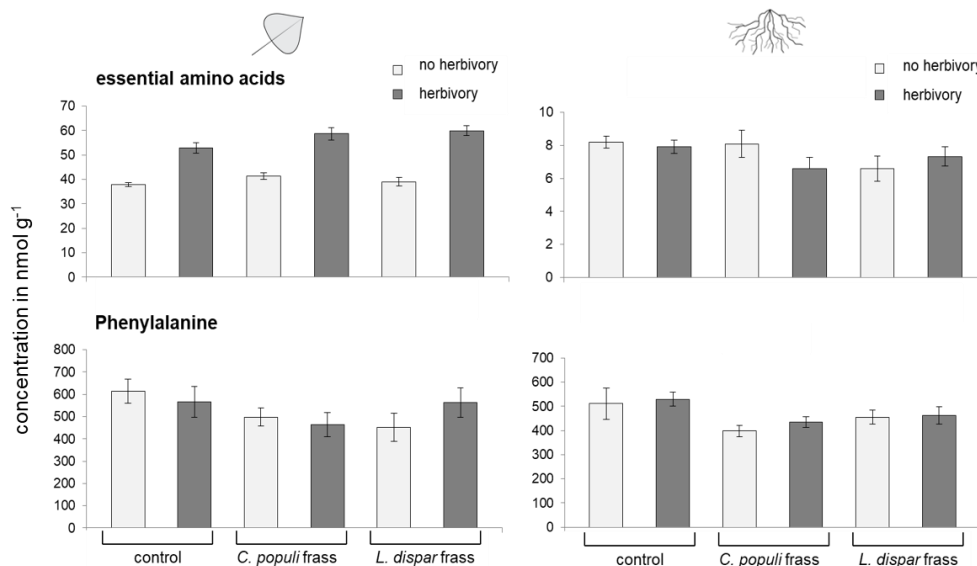 no herbivory
essential amino acids
herbivory
70
60
50
40
30
20
10
0
no herbivory
herbivory
8
6
4
2
0
concentration in nmol g⁻¹
Phenylalanine
800
700
600
500
400
300
200
100
0
control
C. populi frass
L. dispar frass
700
600
500
400
300
200
100
0
control
C. populi frass
L. dispar frass